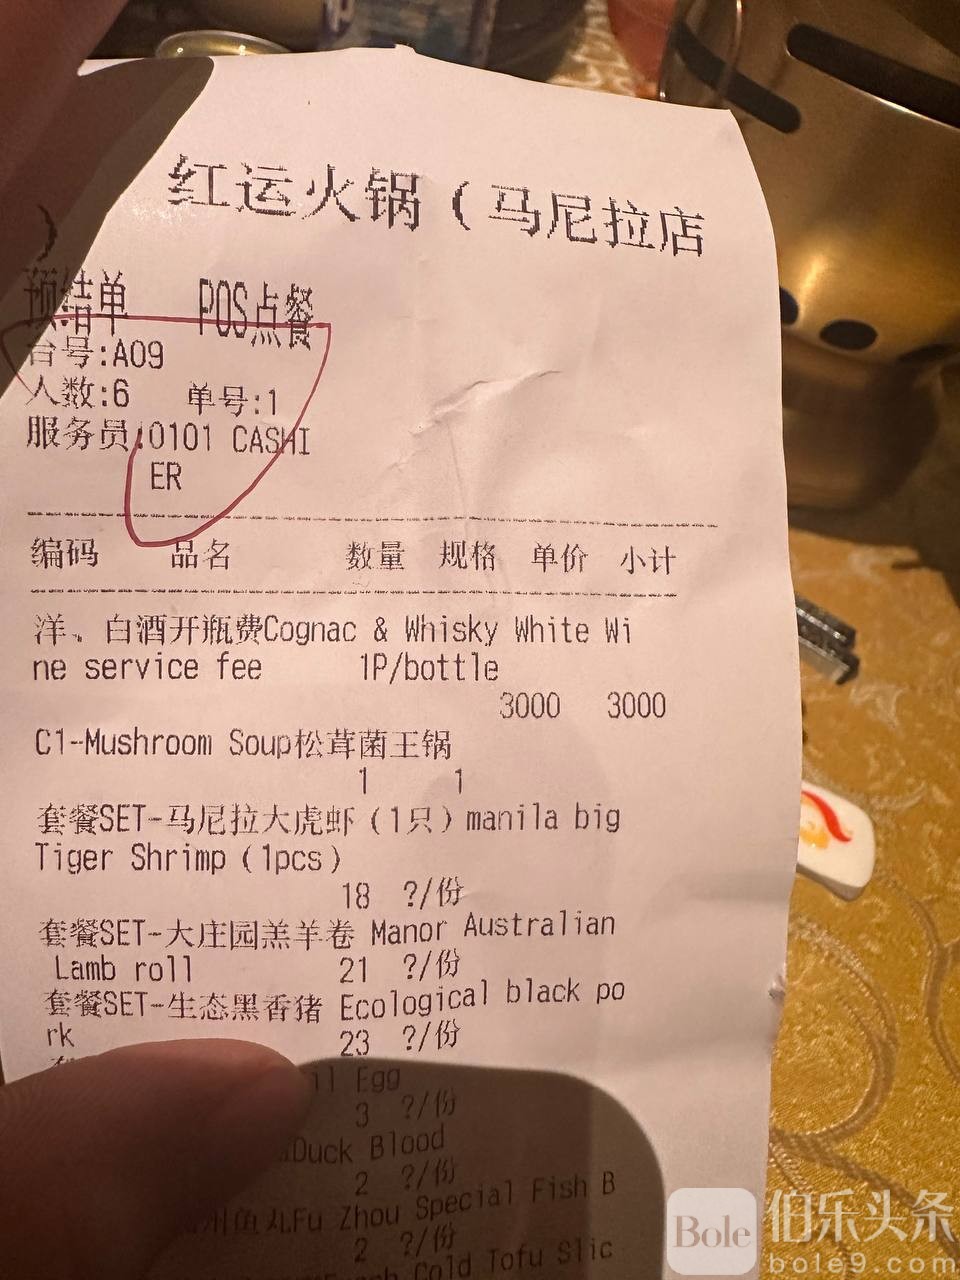 红运火锅(马尼拉店
)
预结单 POS点餐
台号:A09
人数:6 单号:1
服务员:0101 CASHI
ER
编码 品名 数量 规格 单价 小计
洋、白酒开瓶费Cognac & Whisky White Wi
ne service fee 1P/bottle
3000 3000
C1-Mushroom Soup松茸菌王锅
1 1
套餐SET-马尼拉大虎虾(1只)manila big
Tiger Shrimp(1pcs)
18 ?/份
套餐SET-大庄园羔羊卷 Manor Australian
Lamb roll 21 ?/份
套餐SET-生态黑香猪 Ecological black po
rk 23 ?/份
Egg
3 ?/份
Duck Blood
2 ?/份
州鱼丸Fu Zhou Special Fish B
2 ?/份
Cold Tofu Slic
Bole 伯乐头条
bole9.com